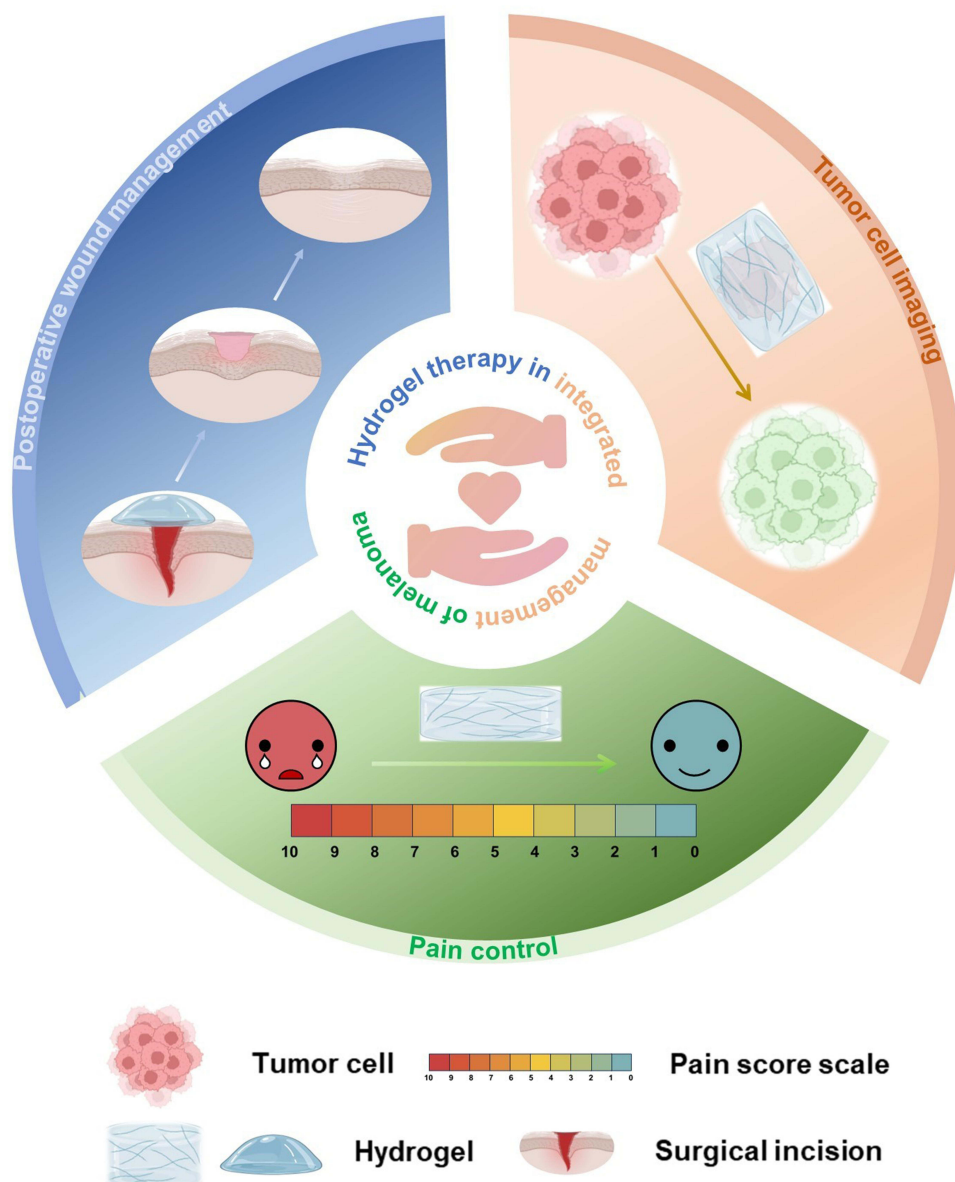 Postoperative wound management
Tumor cell imaging
Hydrogel therapy in integrated
management of melanoma
10 9 8 7 6 5 4 3 2 1 0
Pain control
Tumor cell
10 9 8 7 6 5 4 3 2 1 0
Pain score scale
Hydrogel
Surgical incision